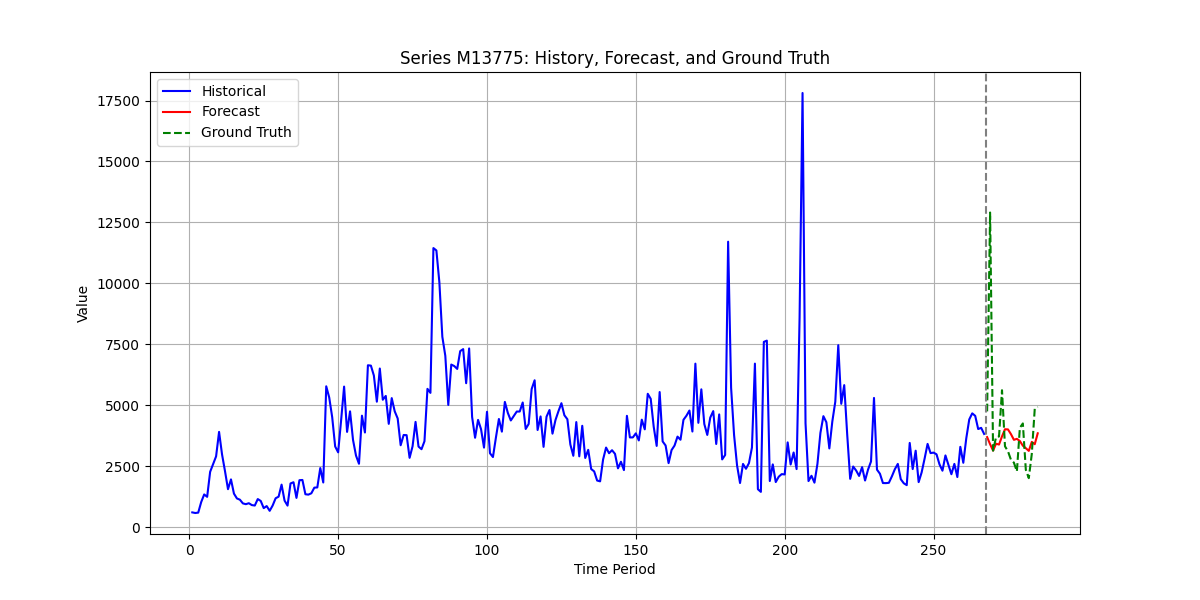 Series M13775: History, Forecast, and Ground Truth
Historical
Forecast
Ground Truth
17500
15000
12500
10000
7500
5000
2500
0
Value
0 50 100 150 200 250
Time Period